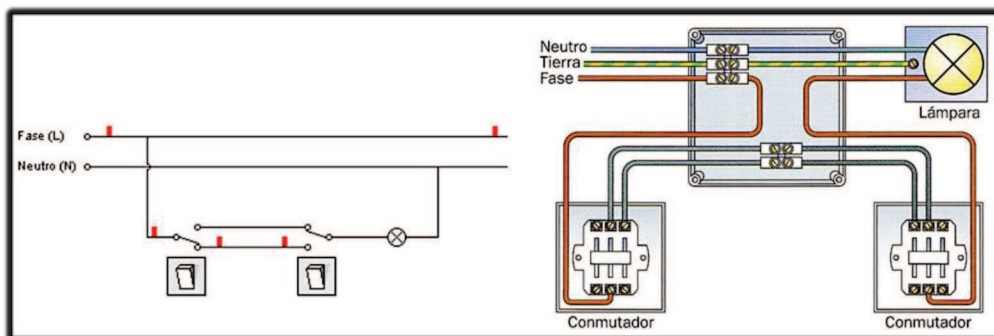 Fase (L)
Neutro (N)
Neutro
Tierra
Fase
Lámpara
Conmutador
Conmutador